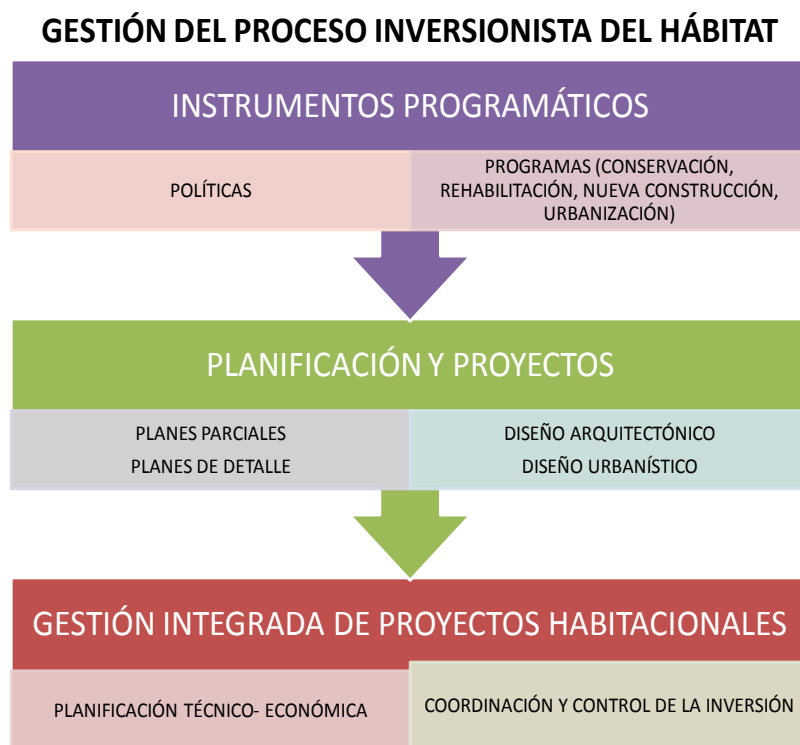 GESTIÓN DEL PROCESO INVERSIONISTA DEL HÁBITAT
INSTRUMENTOS PROGRAMÁTICOS
POLÍTICAS
PROGRAMAS (CONSERVACIÓN,
REHABILITACIÓN, NUEVA CONSTRUCCIÓN,
URBANIZACIÓN)
PLANIFICACIÓN Y PROYECTOS
PLANES PARCIALES
PLANES DE DETALLE
DISEÑO ARQUITECTÓNICO
DISEÑO URBANÍSTICO
GESTIÓN INTEGRADA DE PROYECTOS HABITACIONALES
PLANIFICACIÓN TÉCNICO- ECONÓMICA
COORDINACIÓN Y CONTROL DE LA INVERSIÓN